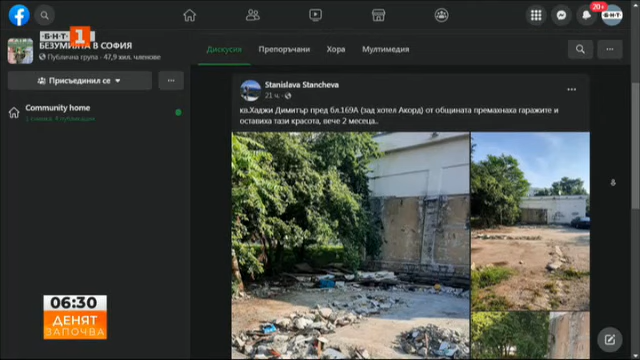 БНТ 1
20+
БНТ
БЕЗУМИЯТА В СОФИЯ
Публична група · 47,9 хил. членове
Присъединил се
Community home
Дискусия Препоръчани Хора Мултимедия
Stanislava Stancheva
21 ч.
кв.Хаджи Димитър пред бл.169А (зад хотел Акорд) от общината премахнаха гаражите и
оставиха тази красота, вече 2 месеца..
06:30
ДЕНЯТ
ЗАПОЧВА